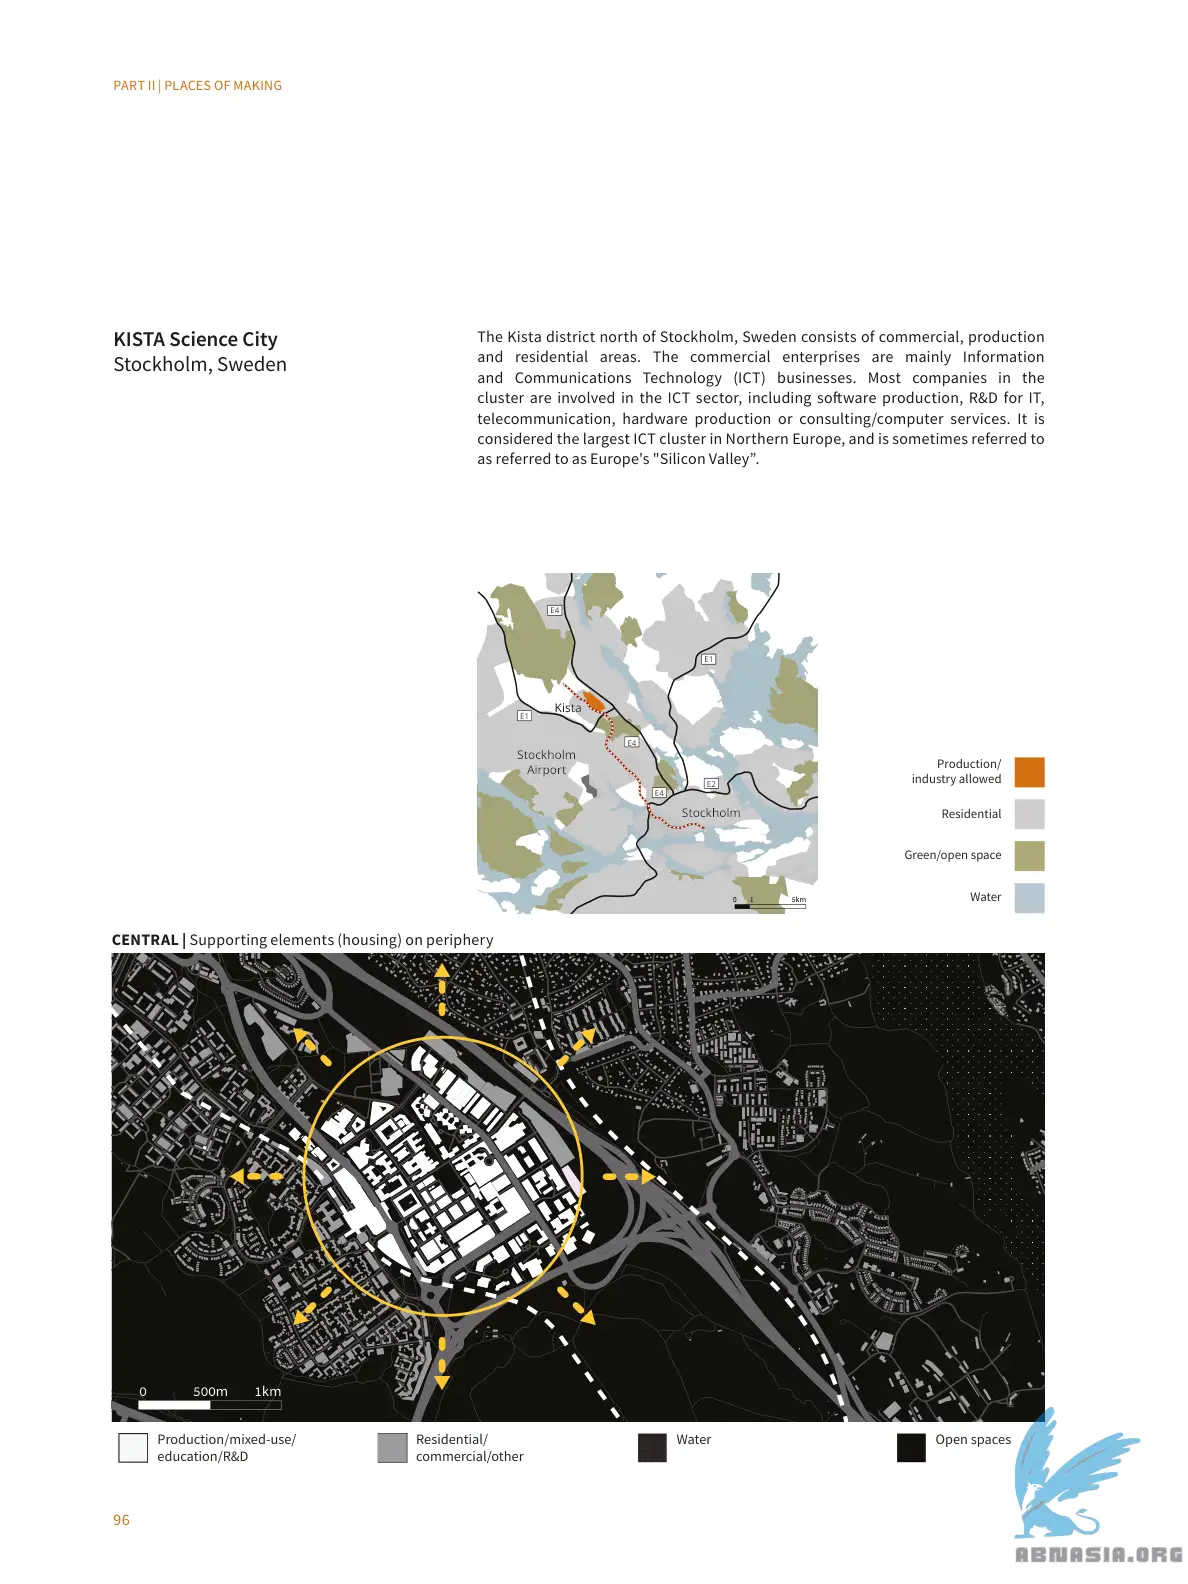 PART II | PLACES OF MAKING
KISTA Science City
Stockholm, Sweden
The Kista district north of Stockholm, Sweden consists of commercial, production
and residential areas. The commercial enterprises are mainly Information
and Communications Technology (ICT) businesses. Most companies in the
cluster are involved in the ICT sector, including software production, R&D for IT,
telecommunication, hardware production or consulting/computer services. It is
considered the largest ICT cluster in Northern Europe, and is sometimes referred to
as referred to as Europe's "Silicon Valley”.
E4
E1
Kista
E1
E4
Stockholm
Airport
E2
E4
Stockholm
0 1 5km
Production/
industry allowed
Residential
Green/open space
Water
CENTRAL | Supporting elements (housing) on periphery
0 500m 1km
Production/mixed-use/
education/R&D
Residential/
commercial/other
Water
Open spaces
96
ABNASIA.ORG